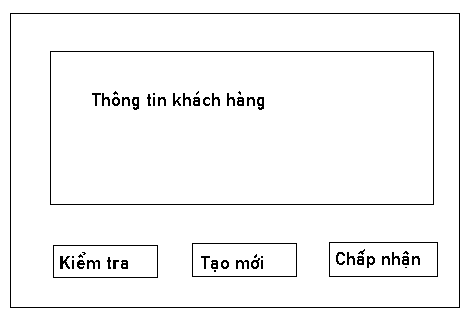 Thông tin khách hàng
Kiểm tra
Tạo mới
Chấp nhận